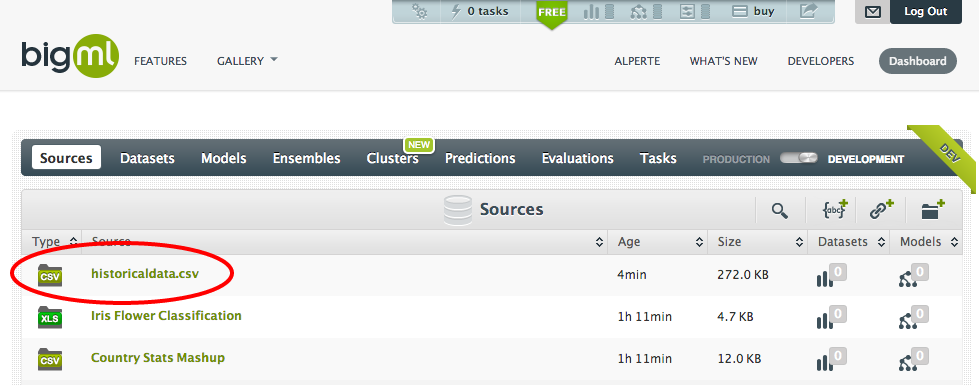 0 tasks FREE buy Log Out
bigml FEATURES GALLERY ALPERTE WHAT'S NEW DEVELOPERS Dashboard
Sources Datasets Models Ensembles Clusters NEW Predictions Evaluations Tasks PRODUCTION DEVELOPMENT DEV
Sources {abc}
Type Source Age Size Datasets Models
CSV historicaldata.csv 4min 272.0 KB 0 0
XLS Iris Flower Classification 1h 11min 4.7 KB 0 0
CSV Country Stats Mashup 1h 11min 12.0 KB 0 0